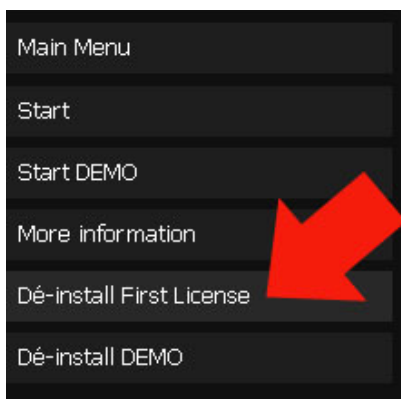 Main Menu
Start
Start DEMO
More information
Dé-install First License
Dé-install DEMO